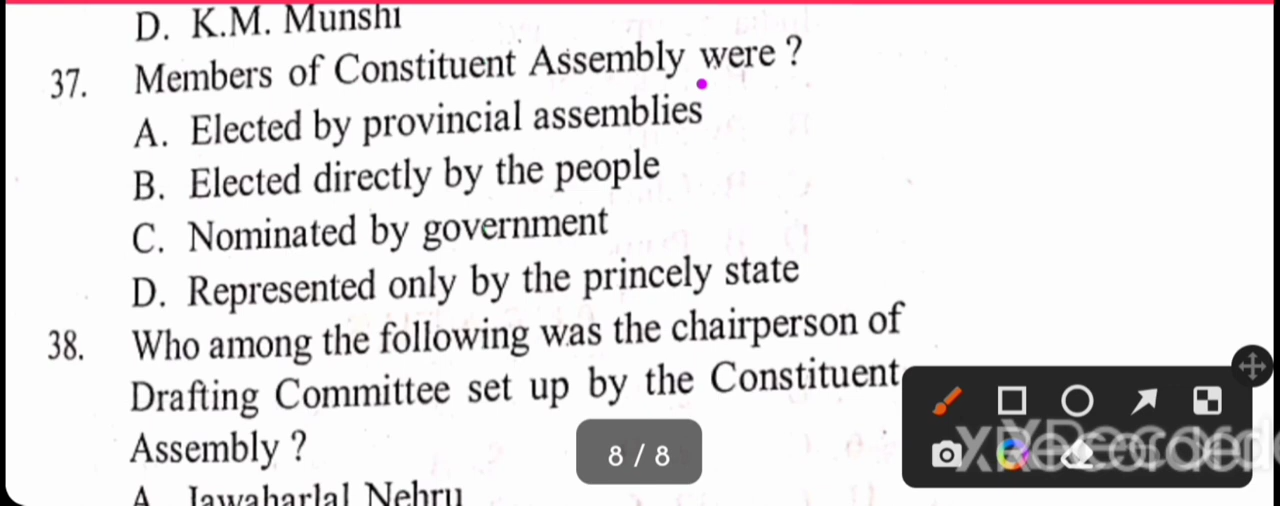 D. K.M. Munshi
37. Members of Constituent Assembly were ?
A. Elected by provincial assemblies
B. Elected directly by the people
C. Nominated by government
D. Represented only by the princely state
38. Who among the following was the chairperson of
Drafting Committee set up by the Constituent
Assembly ?
8 / 8
A. Jawaharlal Nehru